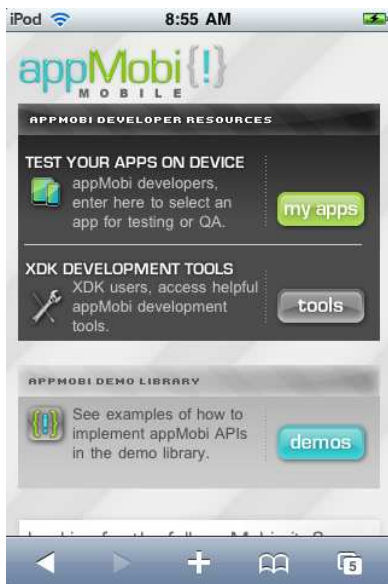 iPod 8:55 AM
appMobi{!}
MOBILE
APPMOBI DEVELOPER RESOURCES
TEST YOUR APPS ON DEVICE
appMobi developers,
enter here to select an
app for testing or QA.
my apps
XDK DEVELOPMENT TOOLS
XDK users, access helpful
appMobi development
tools.
tools
APPMOBI DEMO LIBRARY
{!}
See examples of how to
implement appMobi APIs
in the demo library.
demos
5